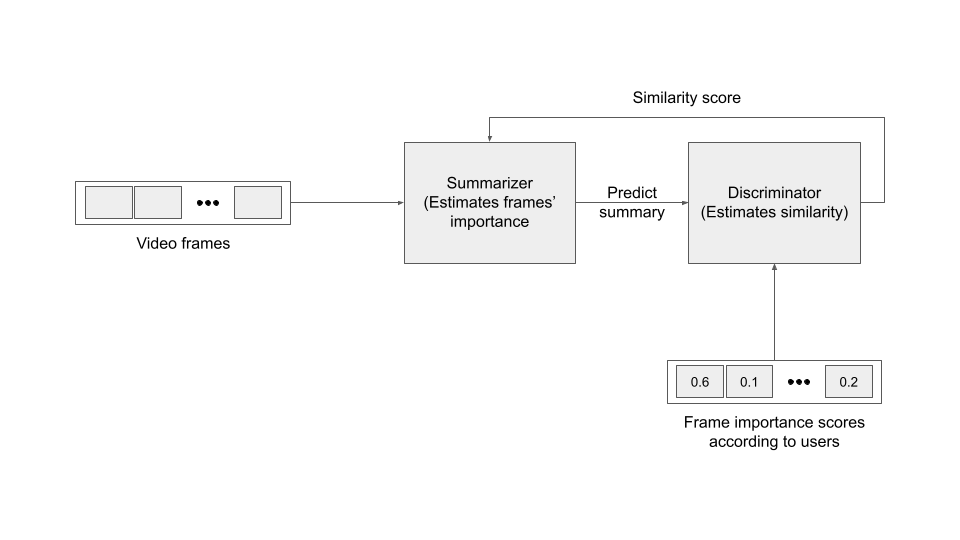 Similarity score
Summarizer
(Estimates frames’
importance
Predict
summary
Discriminator
(Estimates similarity)
Video frames
0.6 0.1 ••• 0.2
Frame importance scores
according to users